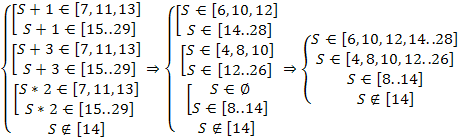 S + 1 ∈ [7,11,13]
S + 1 ∈ [15..29]
S + 3 ∈ [7,11,13]
S + 3 ∈ [15..29]
S ∗ 2 ∈ [7,11,13]
S ∗ 2 ∈ [15..29]
S ∉ [14]
⇒
S ∈ [6,10,12]
S ∈ [14..28]
S ∈ [4,8,10]
S ∈ [12..26]
S ∈ ∅
S ∈ [8..14]
S ∉ [14]
⇒
S ∈ [6,10,12,14..28]
S ∈ [4,8,10,12..26]
S ∈ [8..14]
S ∉ [14]